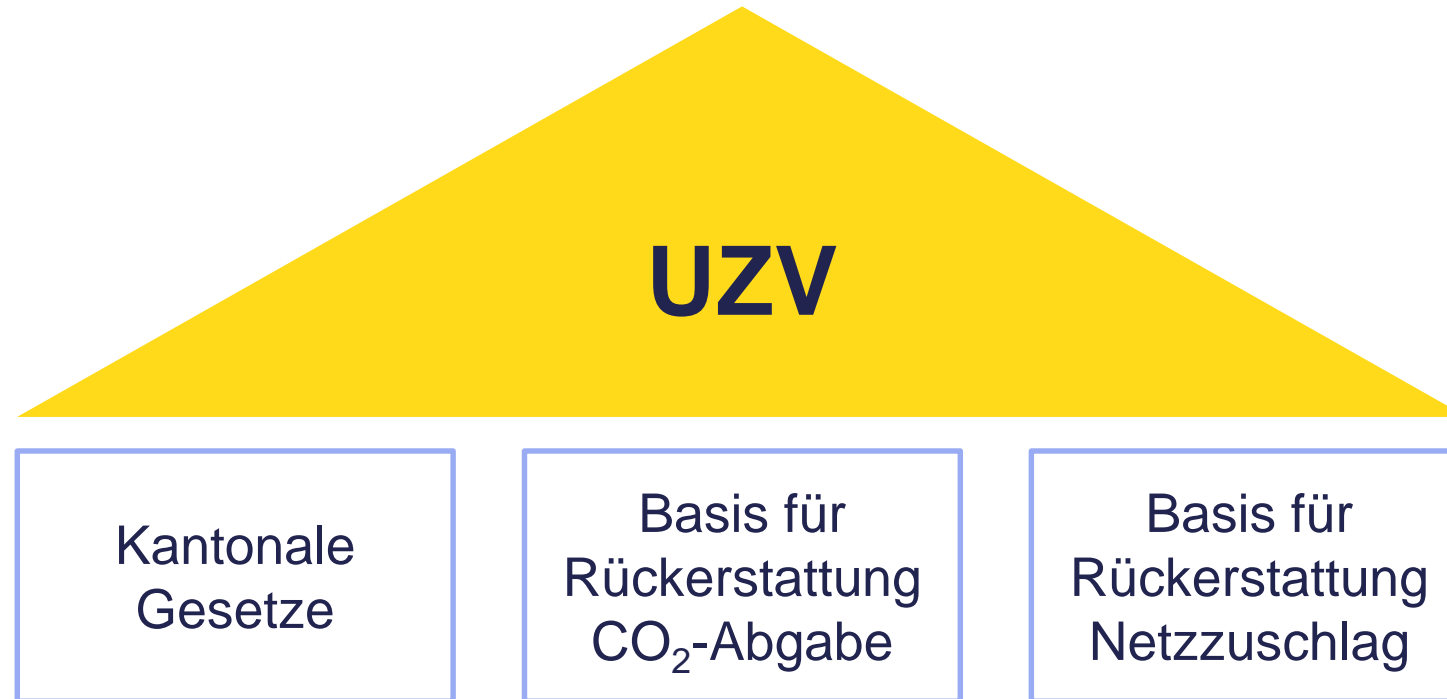 UZV
Kantonale
Gesetze
Basis für
Rückerstattung
CO₂-Abgabe
Basis für
Rückerstattung
Netzzuschlag